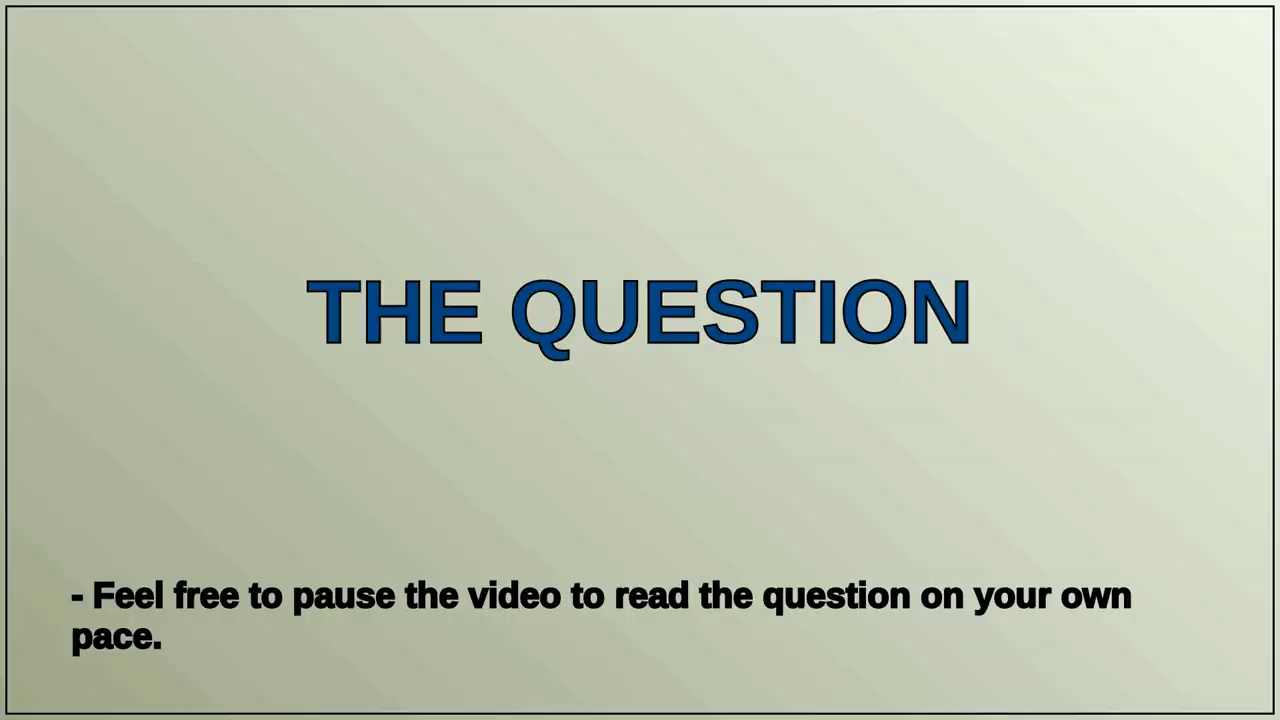 THE QUESTION
- Feel free to pause the video to read the question on your own
pace.